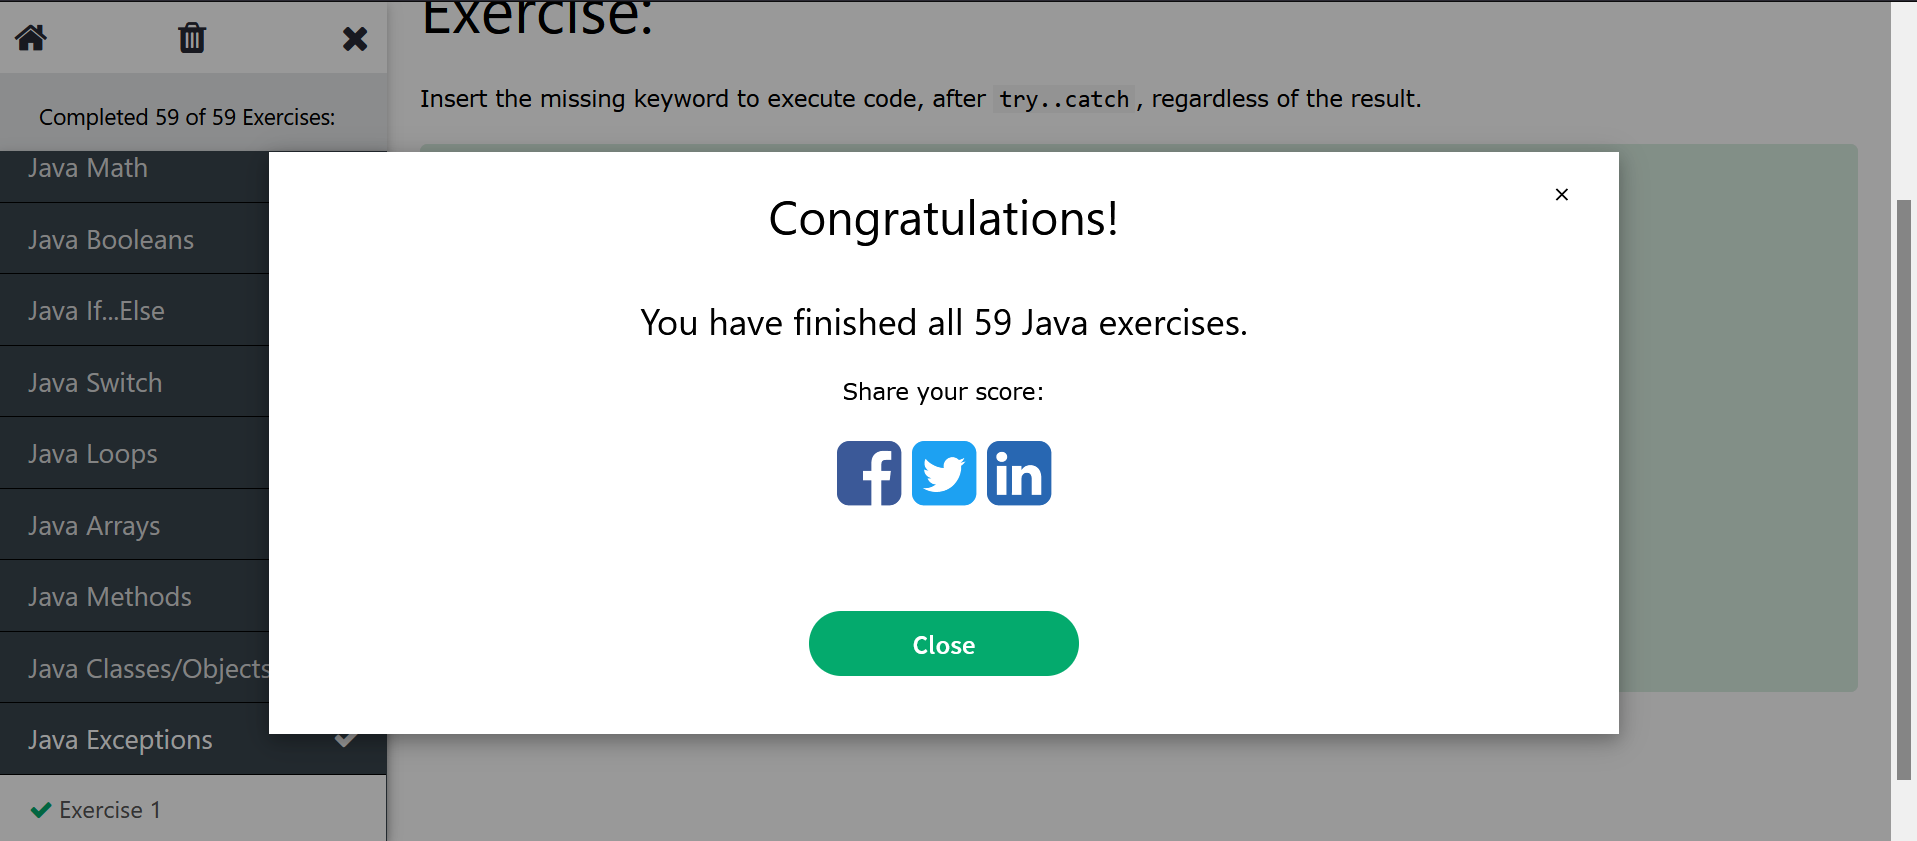 Exercise:
Completed 59 of 59 Exercises:
Insert the missing keyword to execute code, after try..catch, regardless of the result.
Java Math
Java Booleans
Java If...Else
Java Switch
Java Loops
Java Arrays
Java Methods
Java Classes/Objects
Java Exceptions
Exercise 1
×
Congratulations!
You have finished all 59 Java exercises.
Share your score:
f
in
Close